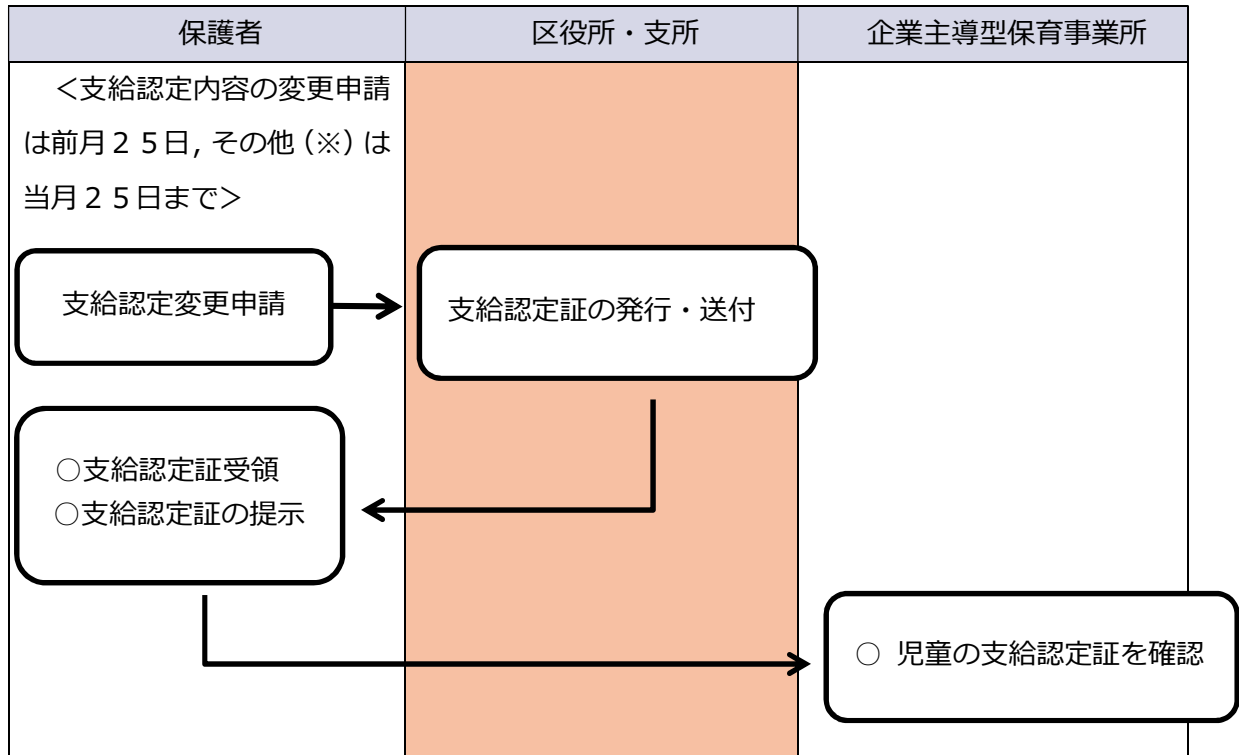 保護者
区役所・支所
企業主導型保育事業所
＜支給認定内容の変更申請
は前月２５日，その他（※）は
当月２５日まで＞
支給認定変更申請
支給認定証の発行・送付
○支給認定証受領
○支給認定証の提示
○ 児童の支給認定証を確認